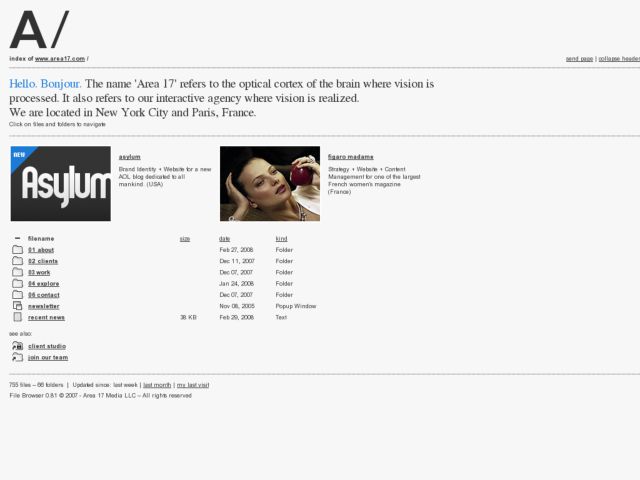 A/
index of www.area17.com /
send page | collapse header
Hello. Bonjour. The name 'Area 17' refers to the optical cortex of the brain where vision is
processed. It also refers to our interactive agency where vision is realized.
We are located in New York City and Paris, France.
Click on files and folders to navigate
NEW
Asylum
asylum
Brand Identity + Website for a new
AOL blog dedicated to all
mankind. (USA)
figaro madame
Strategy + Website + Content
Management for one of the largest
French women's magazine
(France)
filename size date kind
01 about Feb 27, 2008 Folder
02 clients Dec 11, 2007 Folder
03 work Dec 07, 2007 Folder
04 explore Jan 24, 2008 Folder
06 contact Dec 07, 2007 Folder
newsletter Nov 08, 2005 Popup Window
recent news 38 KB Feb 29, 2008 Text
see also:
client studio
join our team
755 files – 66 folders | Updated since: last week | last month | my last visit
File Browser 0.81 © 2007 - Area 17 Media LLC – All rights reserved